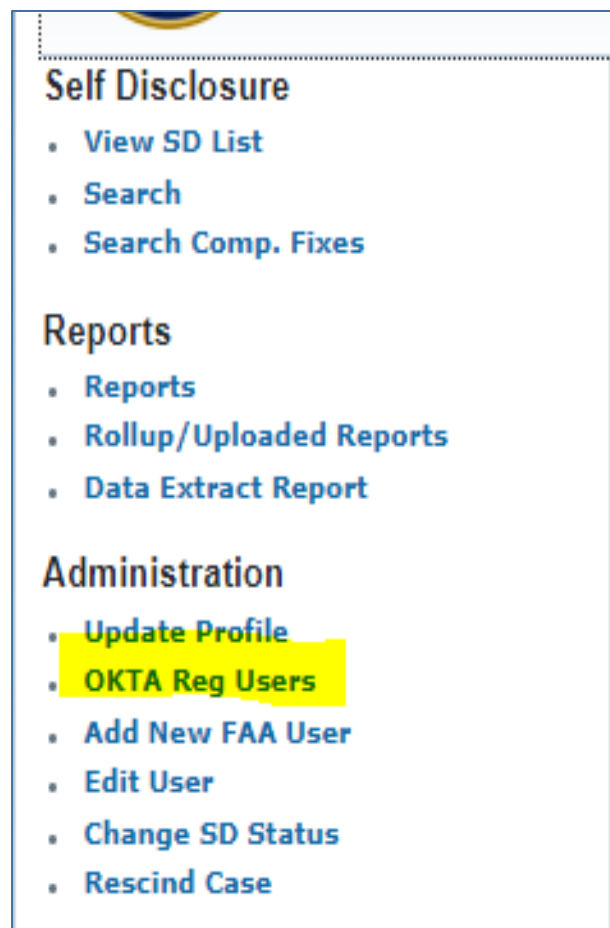 Self Disclosure
View SD List
Search
Search Comp. Fixes
Reports
Reports
Rollup/Uploaded Reports
Data Extract Report
Administration
Update Profile
OKTA Reg Users
Add New FAA User
Edit User
Change SD Status
Rescind Case